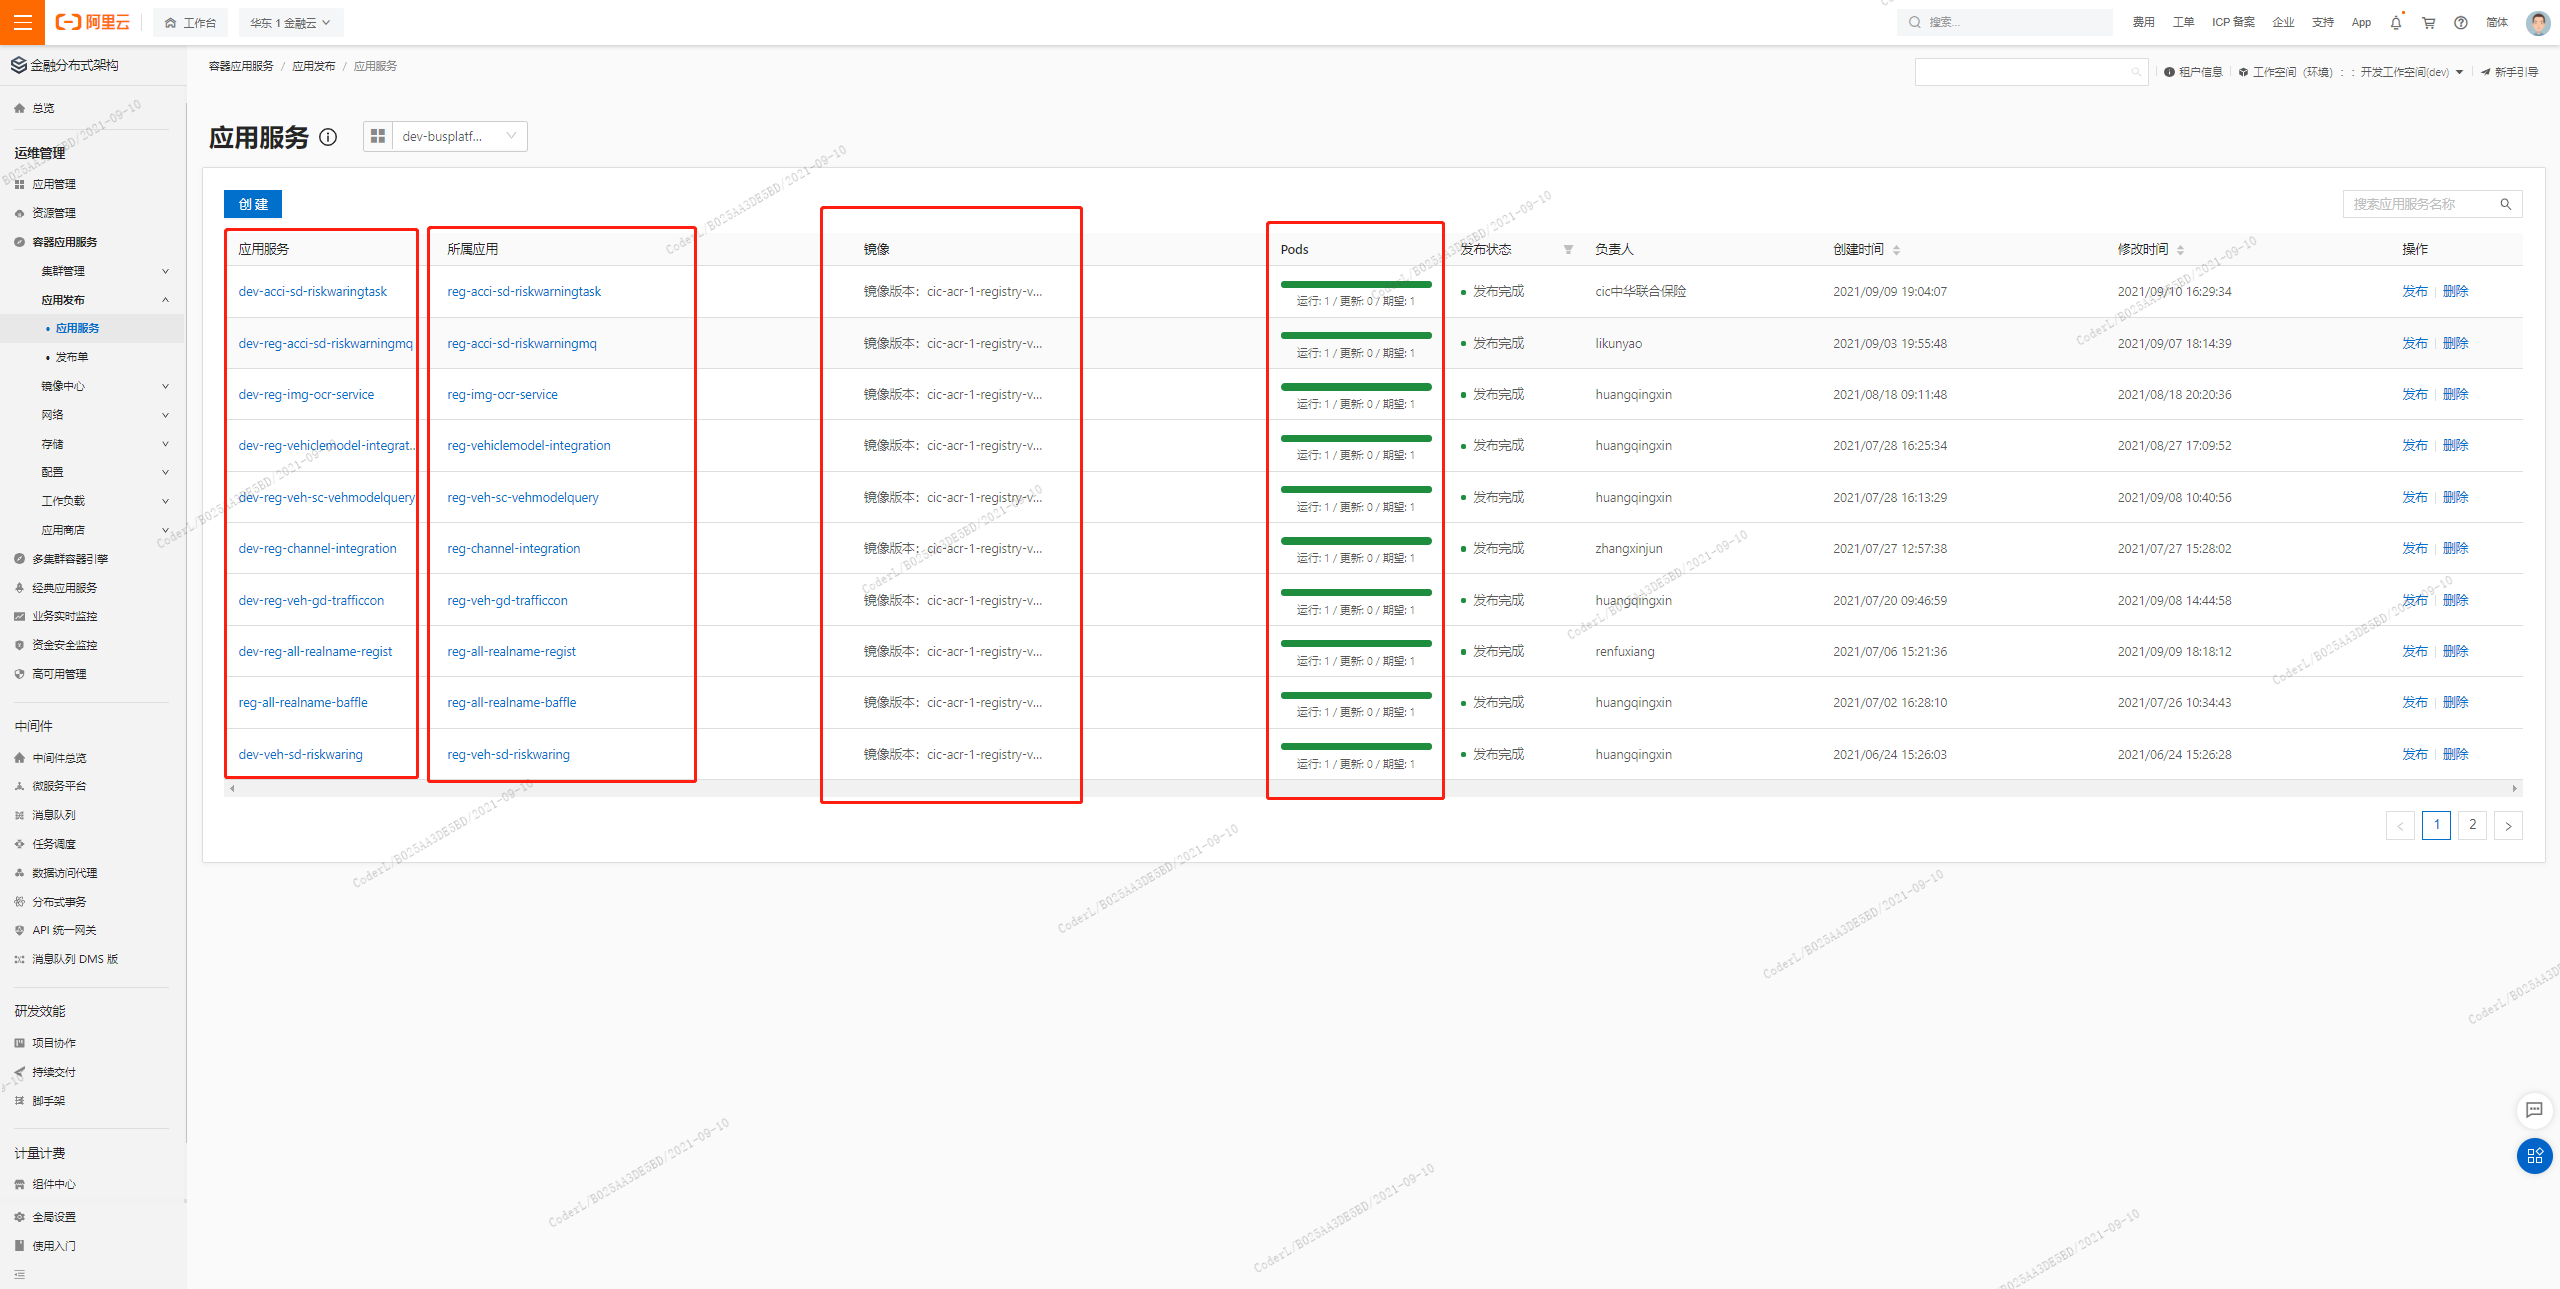 阿里云 工作台 华东 1 金融云 搜索... 费用 工单 ICP 备案 企业 支持 App 简体
金融分布式架构
容器应用服务 / 应用发布 / 应用服务
租户信息 工作空间（环境）： : 开发工作空间(dev) 新手引导
总览
运维管理
应用管理
资源管理
容器应用服务
集群管理
应用发布
应用服务
发布单
镜像中心
网络
存储
配置
工作负载
应用商店
多集群容器引擎
经典应用服务
业务实时监控
资金安全监控
高可用管理
中间件
中间件总览
微服务平台
消息队列
任务调度
数据访问代理
分布式事务
API 统一网关
消息队列 DMS 版
研发效能
项目协作
持续交付
脚手架
计量计费
组件中心
全局设置
使用入门
应用服务 dev-busplatf...
创 建 搜索应用服务名称
应用服务 所属应用 镜像 Pods 发布状态 负责人 创建时间 修改时间 操作
dev-acci-sd-riskwaringtask reg-acci-sd-riskwarningtask 镜像版本：cic-acr-1-registry-v... 运行: 1 / 更新: 0 / 期望: 1 发布完成 cic中华联合保险 2021/09/09 19:04:07 2021/09/10 16:29:34 发布 删除
dev-reg-acci-sd-riskwarningmq reg-acci-sd-riskwarningmq 镜像版本：cic-acr-1-registry-v... 运行: 1 / 更新: 0 / 期望: 1 发布完成 likunyao 2021/09/03 19:55:48 2021/09/07 18:14:39 发布 删除
dev-reg-img-ocr-service reg-img-ocr-service 镜像版本：cic-acr-1-registry-v... 运行: 1 / 更新: 0 / 期望: 1 发布完成 huangqingxin 2021/08/18 09:11:48 2021/08/18 20:20:36 发布 删除
dev-reg-vehiclemodel-integrat... reg-vehiclemodel-integration 镜像版本：cic-acr-1-registry-v... 运行: 1 / 更新: 0 / 期望: 1 发布完成 huangqingxin 2021/07/28 16:25:34 2021/08/27 17:09:52 发布 删除
dev-reg-veh-sc-vehmodelquery reg-veh-sc-vehmodelquery 镜像版本：cic-acr-1-registry-v... 运行: 1 / 更新: 0 / 期望: 1 发布完成 huangqingxin 2021/07/28 16:13:29 2021/09/08 10:40:56 发布 删除
dev-reg-channel-integration reg-channel-integration 镜像版本：cic-acr-1-registry-v... 运行: 1 / 更新: 0 / 期望: 1 发布完成 zhangxinjun 2021/07/27 12:57:38 2021/07/27 15:28:02 发布 删除
dev-reg-veh-gd-trafficcon reg-veh-gd-trafficcon 镜像版本：cic-acr-1-registry-v... 运行: 1 / 更新: 0 / 期望: 1 发布完成 huangqingxin 2021/07/20 09:46:59 2021/09/08 14:44:58 发布 删除
dev-reg-all-realname-regist reg-all-realname-regist 镜像版本：cic-acr-1-registry-v... 运行: 1 / 更新: 0 / 期望: 1 发布完成 renfuxiang 2021/07/06 15:21:36 2021/09/09 18:18:12 发布 删除
reg-all-realname-baffle reg-all-realname-baffle 镜像版本：cic-acr-1-registry-v... 运行: 1 / 更新: 0 / 期望: 1 发布完成 huangqingxin 2021/07/02 16:28:10 2021/07/26 10:34:43 发布 删除
dev-veh-sd-riskwaring reg-veh-sd-riskwaring 镜像版本：cic-acr-1-registry-v... 运行: 1 / 更新: 0 / 期望: 1 发布完成 huangqingxin 2021/06/24 15:26:03 2021/06/24 15:26:28 发布 删除
< 1 2 >
CoderL/B025AA3DE5BD/2021-09-10